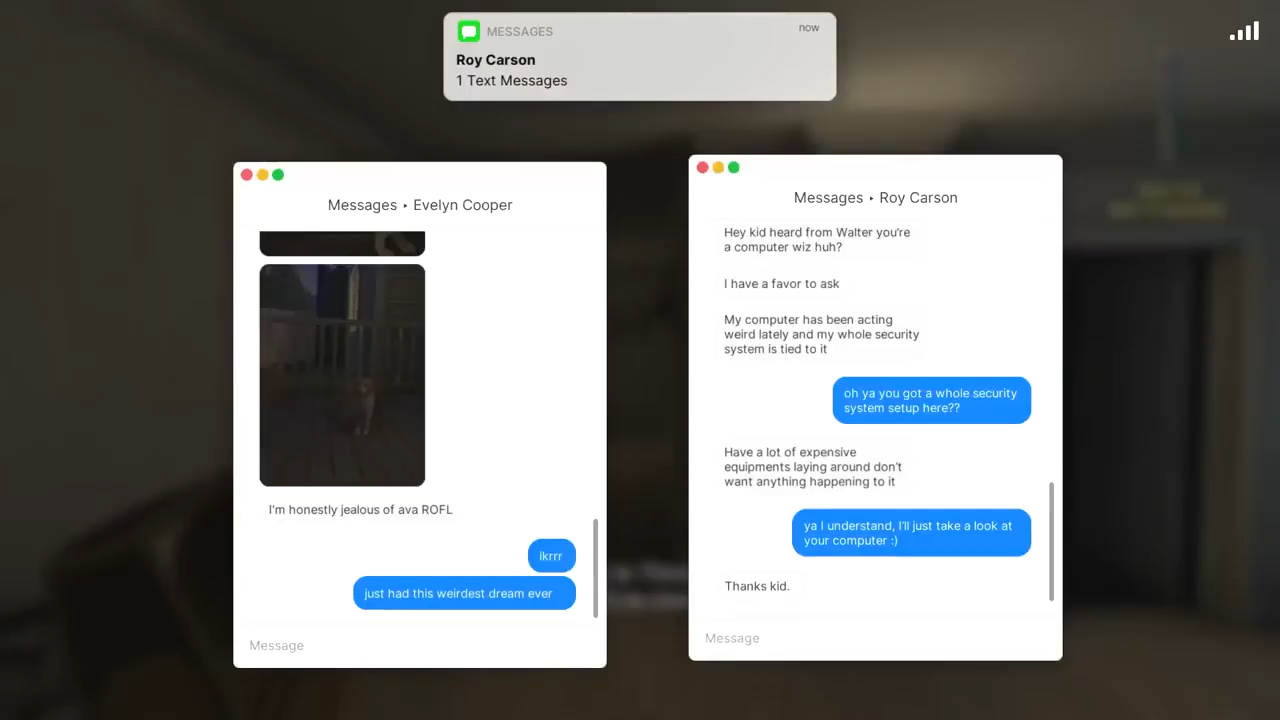 MESSAGES
now
Roy Carson
1 Text Messages
Messages ‣ Evelyn Cooper
I'm honestly jealous of ava ROFL
ikrrr
just had this weirdest dream ever
Message
Messages ‣ Roy Carson
Hey kid heard from Walter you're
a computer wiz huh?
I have a favor to ask
My computer has been acting
weird lately and my whole security
system is tied to it
oh ya you got a whole security
system setup here??
Have a lot of expensive
equipments laying around don't
want anything happening to it
ya I understand, I'll just take a look at
your computer :)
Thanks kid.
Message